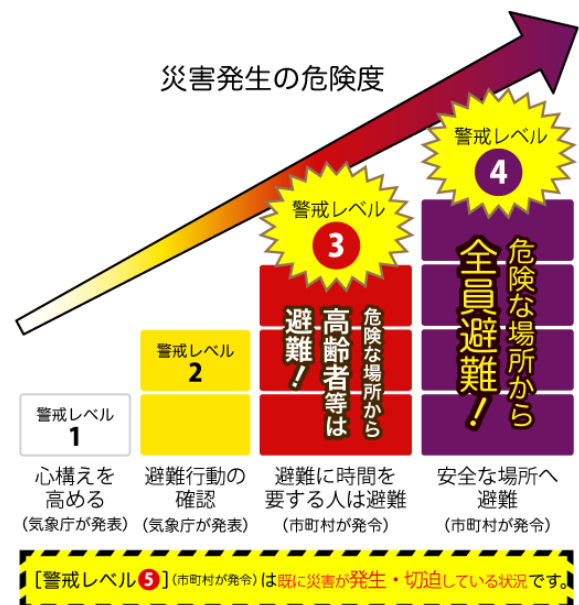 災害発生の危険度
警戒レベル
4
危険な場所から
全員避難！
警戒レベル
3
危険な場所から
高齢者等は
避難！
警戒レベル
2
警戒レベル
1
心構えを
高める
（気象庁が発表）
避難行動の
確認
（気象庁が発表）
避難に時間を
要する人は避難
（市町村が発令）
安全な場所へ
避難
（市町村が発令）
［警戒レベル5］（市町村が発令）は既に災害が発生・切迫している状況です。